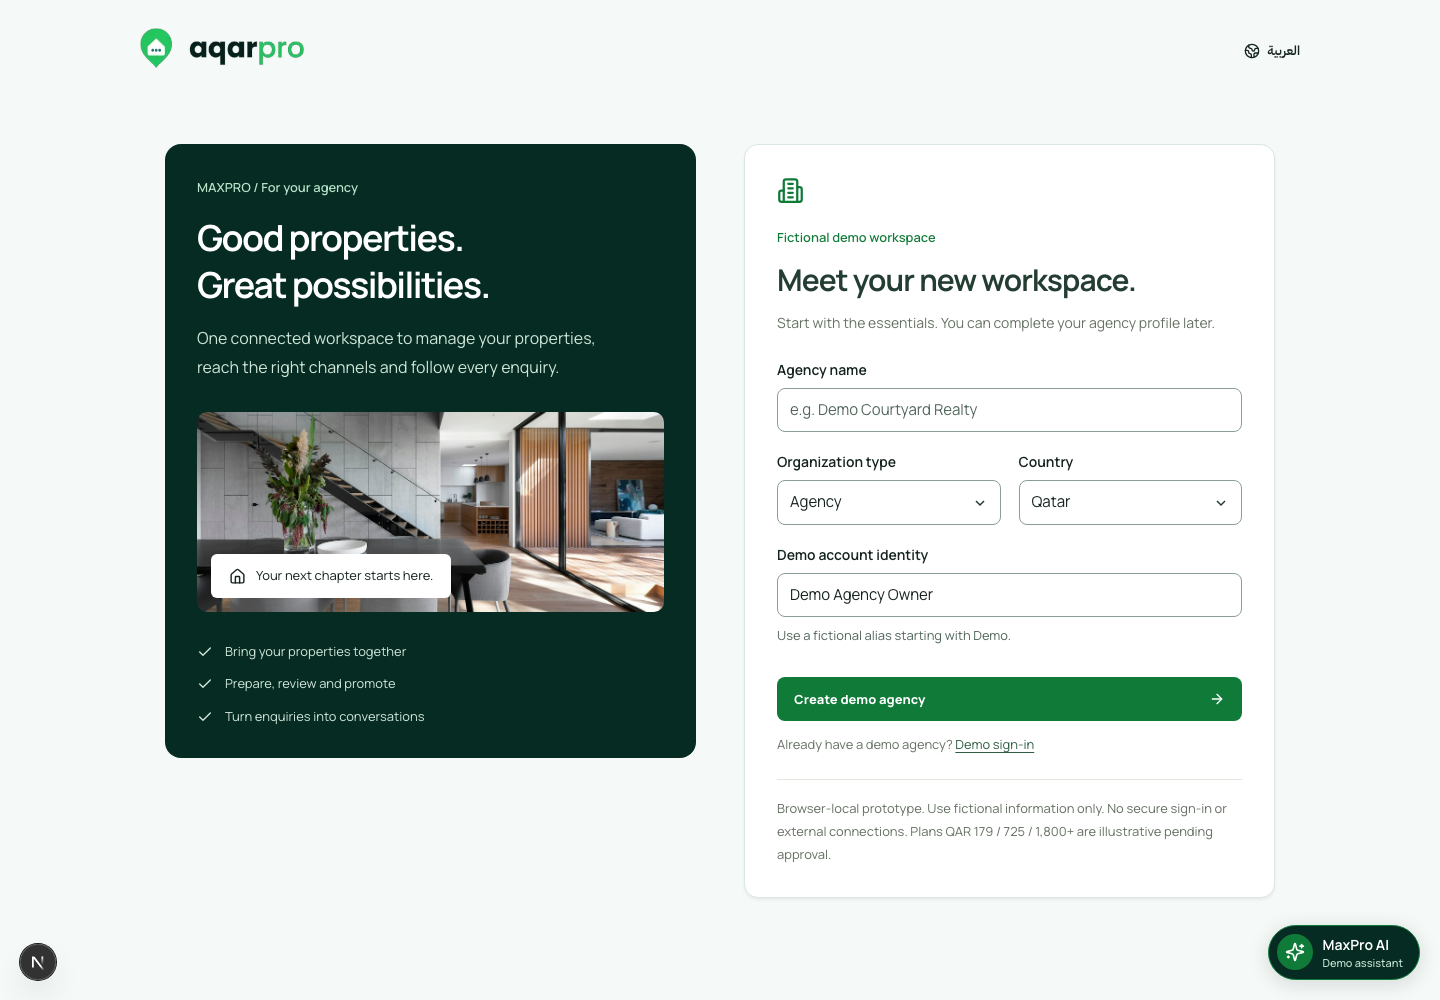 aqarpro
العربية
MAXPRO / For your agency
Good properties.
Great possibilities.
One connected workspace to manage your properties,
reach the right channels and follow every enquiry.
Your next chapter starts here.
Bring your properties together
Prepare, review and promote
Turn enquiries into conversations
Fictional demo workspace
Meet your new workspace.
Start with the essentials. You can complete your agency profile later.
Agency name
e.g. Demo Courtyard Realty
Organization type
Country
Agency
Qatar
Demo account identity
Demo Agency Owner
Use a fictional alias starting with Demo.
Create demo agency
Already have a demo agency? Demo sign-in
Browser-local prototype. Use fictional information only. No secure sign-in or
external connections. Plans QAR 179 / 725 / 1,800+ are illustrative pending
approval.
N
MaxPro AI
Demo assistant